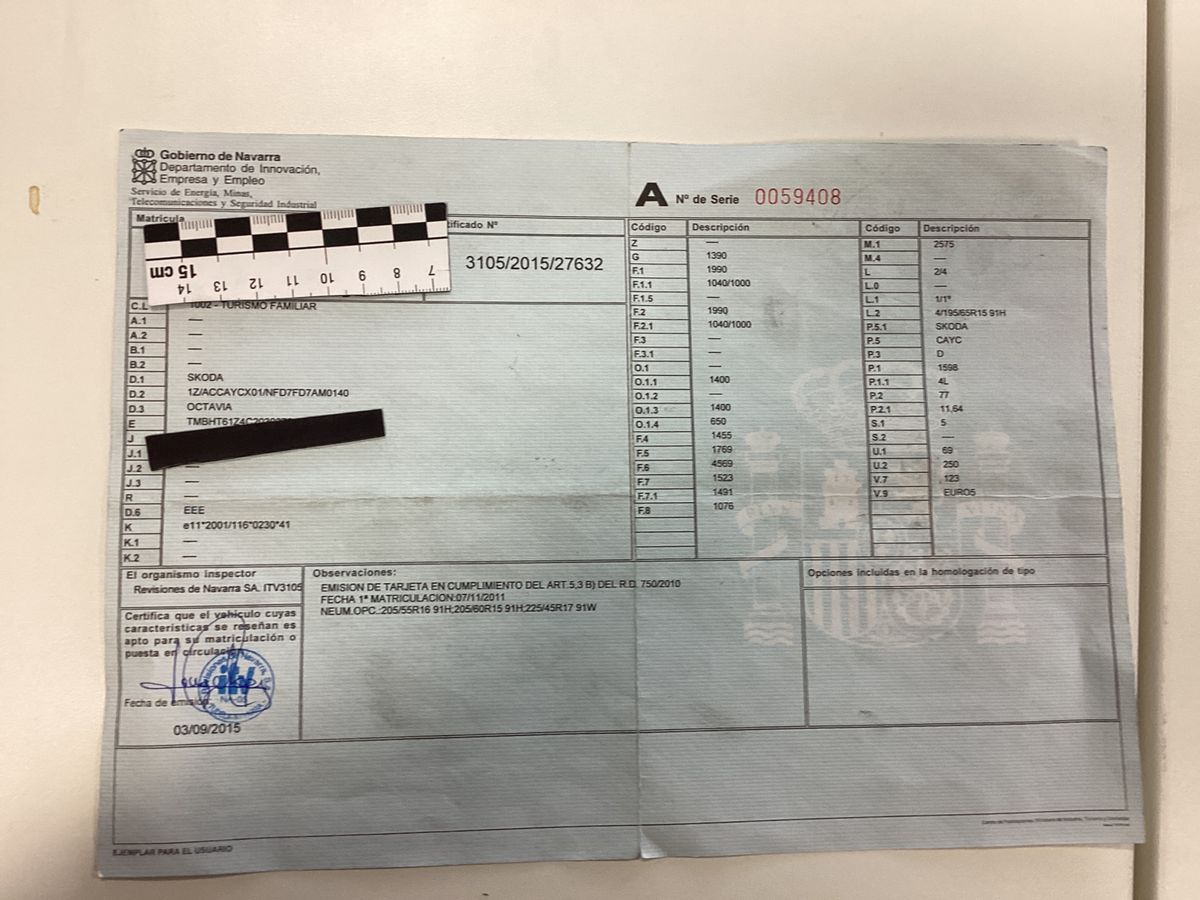 Gobierno de Navarra
Departamento de Innovación,
Empresa y Empleo
Servicio de Energía, Minas,
Telecomunicaciones y Seguridad Industrial
A Nº de Serie 0059408
Matrícula
tificado Nº
3105/2015/27632
15 cm
14 13 12 11 10 9 8 7
C.L 1002 - TURISMO FAMILIAR
A.1 —
A.2 —
B.1 —
B.2 —
D.1 SKODA
D.2 1Z/ACCAYCX01/NFD7FD7AM0140
D.3 OCTAVIA
E
J
J.1
J.2 —
J.3 —
R —
D.6 EEE
K e11*2001/116*0230*41
K.1 —
K.2 —
Código Descripción
Z —
G 1390
F.1 1990
F.1.1 1040/1000
F.1.5 —
F.2 1990
F.2.1 1040/1000
F.3 —
F.3.1 —
O.1 —
O.1.1 1400
O.1.2 —
O.1.3 1400
O.1.4 650
F.4 1455
F.5 1769
F.6 4569
F.7 1523
F.7.1 1491
F.8 1076
Código Descripción
M.1 2575
M.4 —
L 2/4
L.0 —
L.1 1/1º
L.2 4/195/65R15 91H
P.5.1 SKODA
P.5 CAYC
P.3 D
P.1 1598
P.1.1 4L
P.2 77
P.2.1 11,64
S.1 5
S.2 —
U.1 69
U.2 250
V.7 123
V.9 EURO5
El organismo inspector
Revisiones de Navarra SA. ITV3105
Certifica que el vehículo cuyas
características se reseñan es
apto para su matriculación o
puesta en circulación
Fecha de emisión
03/09/2015
itv
Observaciones:
EMISION DE TARJETA EN CUMPLIMIENTO DEL ART.5,3 B) DEL R.D. 750/2010
FECHA 1ª MATRICULACION:07/11/2011
NEUM.OPC.:205/55R16 91H;205/60R15 91H;225/45R17 91W
Opciones incluidas en la homologación de tipo
EJEMPLAR PARA EL USUARIO